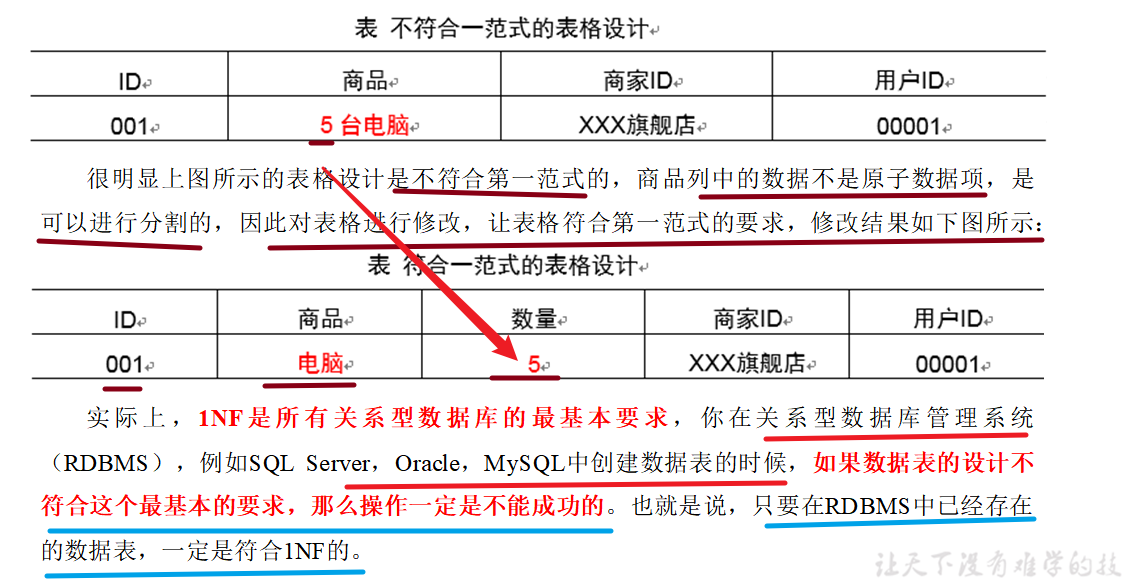 表 不符合一范式的表格设计↵
ID↵ 商品↵ 商家ID↵ 用户ID↵
001↵ 5 台电脑↵ XXX旗舰店↵ 00001↵
很明显上图所示的表格设计是不符合第一范式的，商品列中的数据不是原子数据项，是
可以进行分割的，因此对表格进行修改，让表格符合第一范式的要求，修改结果如下图所示：
表 符合一范式的表格设计↵
ID↵ 商品↵ 数量↵ 商家ID↵ 用户ID↵
001↵ 电脑↵ 5↵ XXX旗舰店↵ 00001↵
实际上，1NF是所有关系型数据库的最基本要求，你在关系型数据库管理系统
（RDBMS），例如SQL Server，Oracle，MySQL中创建数据表的时候，如果数据表的设计不
符合这个最基本的要求，那么操作一定是不能成功的。也就是说，只要在RDBMS中已经存在
的数据表，一定是符合1NF的。
让天下没有难学的技